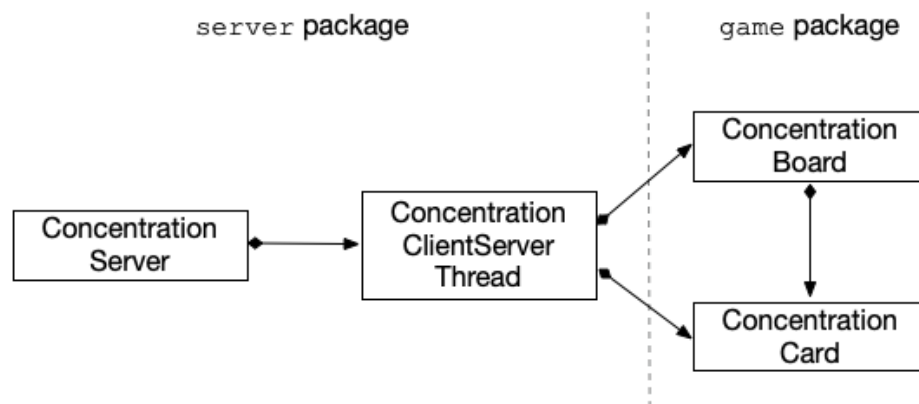 server package
game package
Concentration
Server
Concentration
ClientServer
Thread
Concentration
Board
Concentration
Card